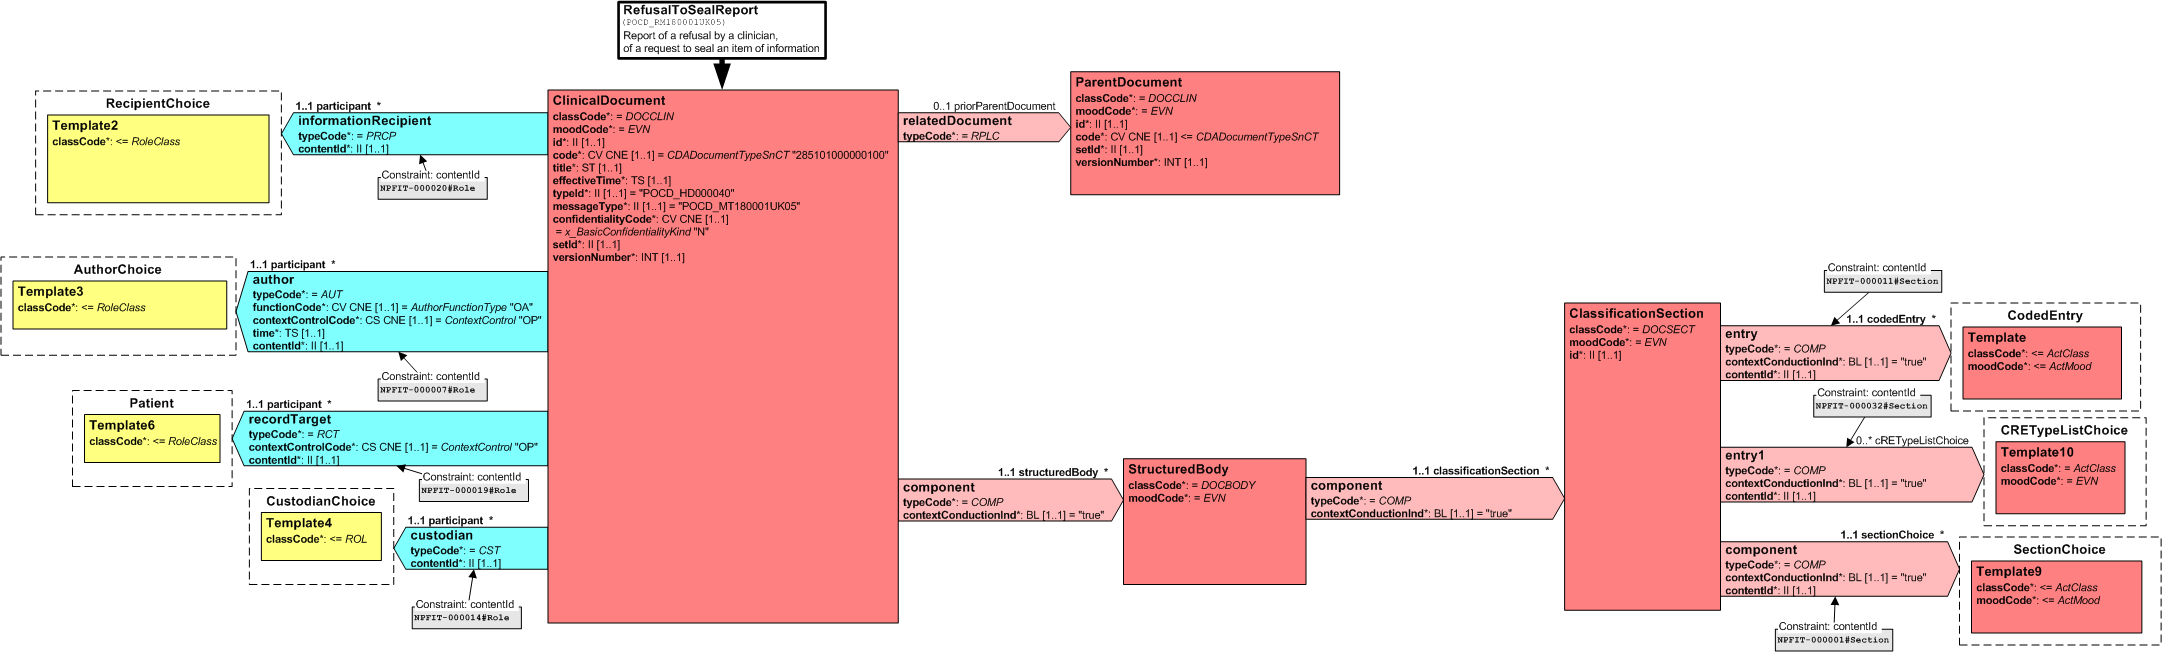 RefusalToSealReport
(POCD_RM180001UK05)
Report of a refusal by a clinician,
of a request to seal an item of information
RecipientChoice
Template2
classCode*: <= RoleClass
1..1 participant *
informationRecipient
typeCode*: = PRCP
contentId*: II [1..1]
Constraint: contentId
NPFIT-000020#Role
AuthorChoice
Template3
classCode*: <= RoleClass
1..1 participant *
author
typeCode*: = AUT
functionCode*: CV CNE [1..1] = AuthorFunctionType "OA"
contextControlCode*: CS CNE [1..1] = ContextControl "OP"
time*: TS [1..1]
contentId*: II [1..1]
Constraint: contentId
NPFIT-000007#Role
Patient
Template6
classCode*: <= RoleClass
1..1 participant *
recordTarget
typeCode*: = RCT
contextControlCode*: CS CNE [1..1] = ContextControl "OP"
contentId*: II [1..1]
Constraint: contentId
NPFIT-000019#Role
CustodianChoice
Template4
classCode*: <= ROL
1..1 participant *
custodian
typeCode*: = CST
contentId*: II [1..1]
Constraint: contentId
NPFIT-000014#Role
ClinicalDocument
classCode*: = DOCCLIN
moodCode*: = EVN
id*: II [1..1]
code*: CV CNE [1..1] = CDADocumentTypeSnCT "285101000000100"
title*: ST [1..1]
effectiveTime*: TS [1..1]
typeId*: II [1..1] = "POCD_HD000040"
messageType*: II [1..1] = "POCD_MT180001UK05"
confidentialityCode*: CV CNE [1..1]
= x_BasicConfidentialityKind "N"
setId*: II [1..1]
versionNumber*: INT [1..1]
0..1 priorParentDocument
relatedDocument
typeCode*: = RPLC
ParentDocument
classCode*: = DOCCLIN
moodCode*: = EVN
id*: II [1..1]
code*: CV CNE [1..1] <= CDADocumentTypeSnCT
setId*: II [1..1]
versionNumber*: INT [1..1]
1..1 structuredBody *
component
typeCode*: = COMP
contextConductionInd*: BL [1..1] = "true"
StructuredBody
classCode*: = DOCBODY
moodCode*: = EVN
1..1 classificationSection *
component
typeCode*: = COMP
contextConductionInd*: BL [1..1] = "true"
ClassificationSection
classCode*: = DOCSECT
moodCode*: = EVN
id*: II [1..1]
Constraint: contentId
NPFIT-000011#Section
1..1 codedEntry *
entry
typeCode*: = COMP
contextConductionInd*: BL [1..1] = "true"
contentId*: II [1..1]
CodedEntry
Template
classCode*: <= ActClass
moodCode*: <= ActMood
Constraint: contentId
NPFIT-000032#Section
0..* cRETypeListChoice
entry1
typeCode*: = COMP
contextConductionInd*: BL [1..1] = "true"
contentId*: II [1..1]
CRETypeListChoice
Template10
classCode*: = ActClass
moodCode*: = EVN
1..1 sectionChoice *
component
typeCode*: = COMP
contextConductionInd*: BL [1..1] = "true"
contentId*: II [1..1]
SectionChoice
Template9
classCode*: <= ActClass
moodCode*: <= ActMood
Constraint: contentId
NPFIT-000001#Section